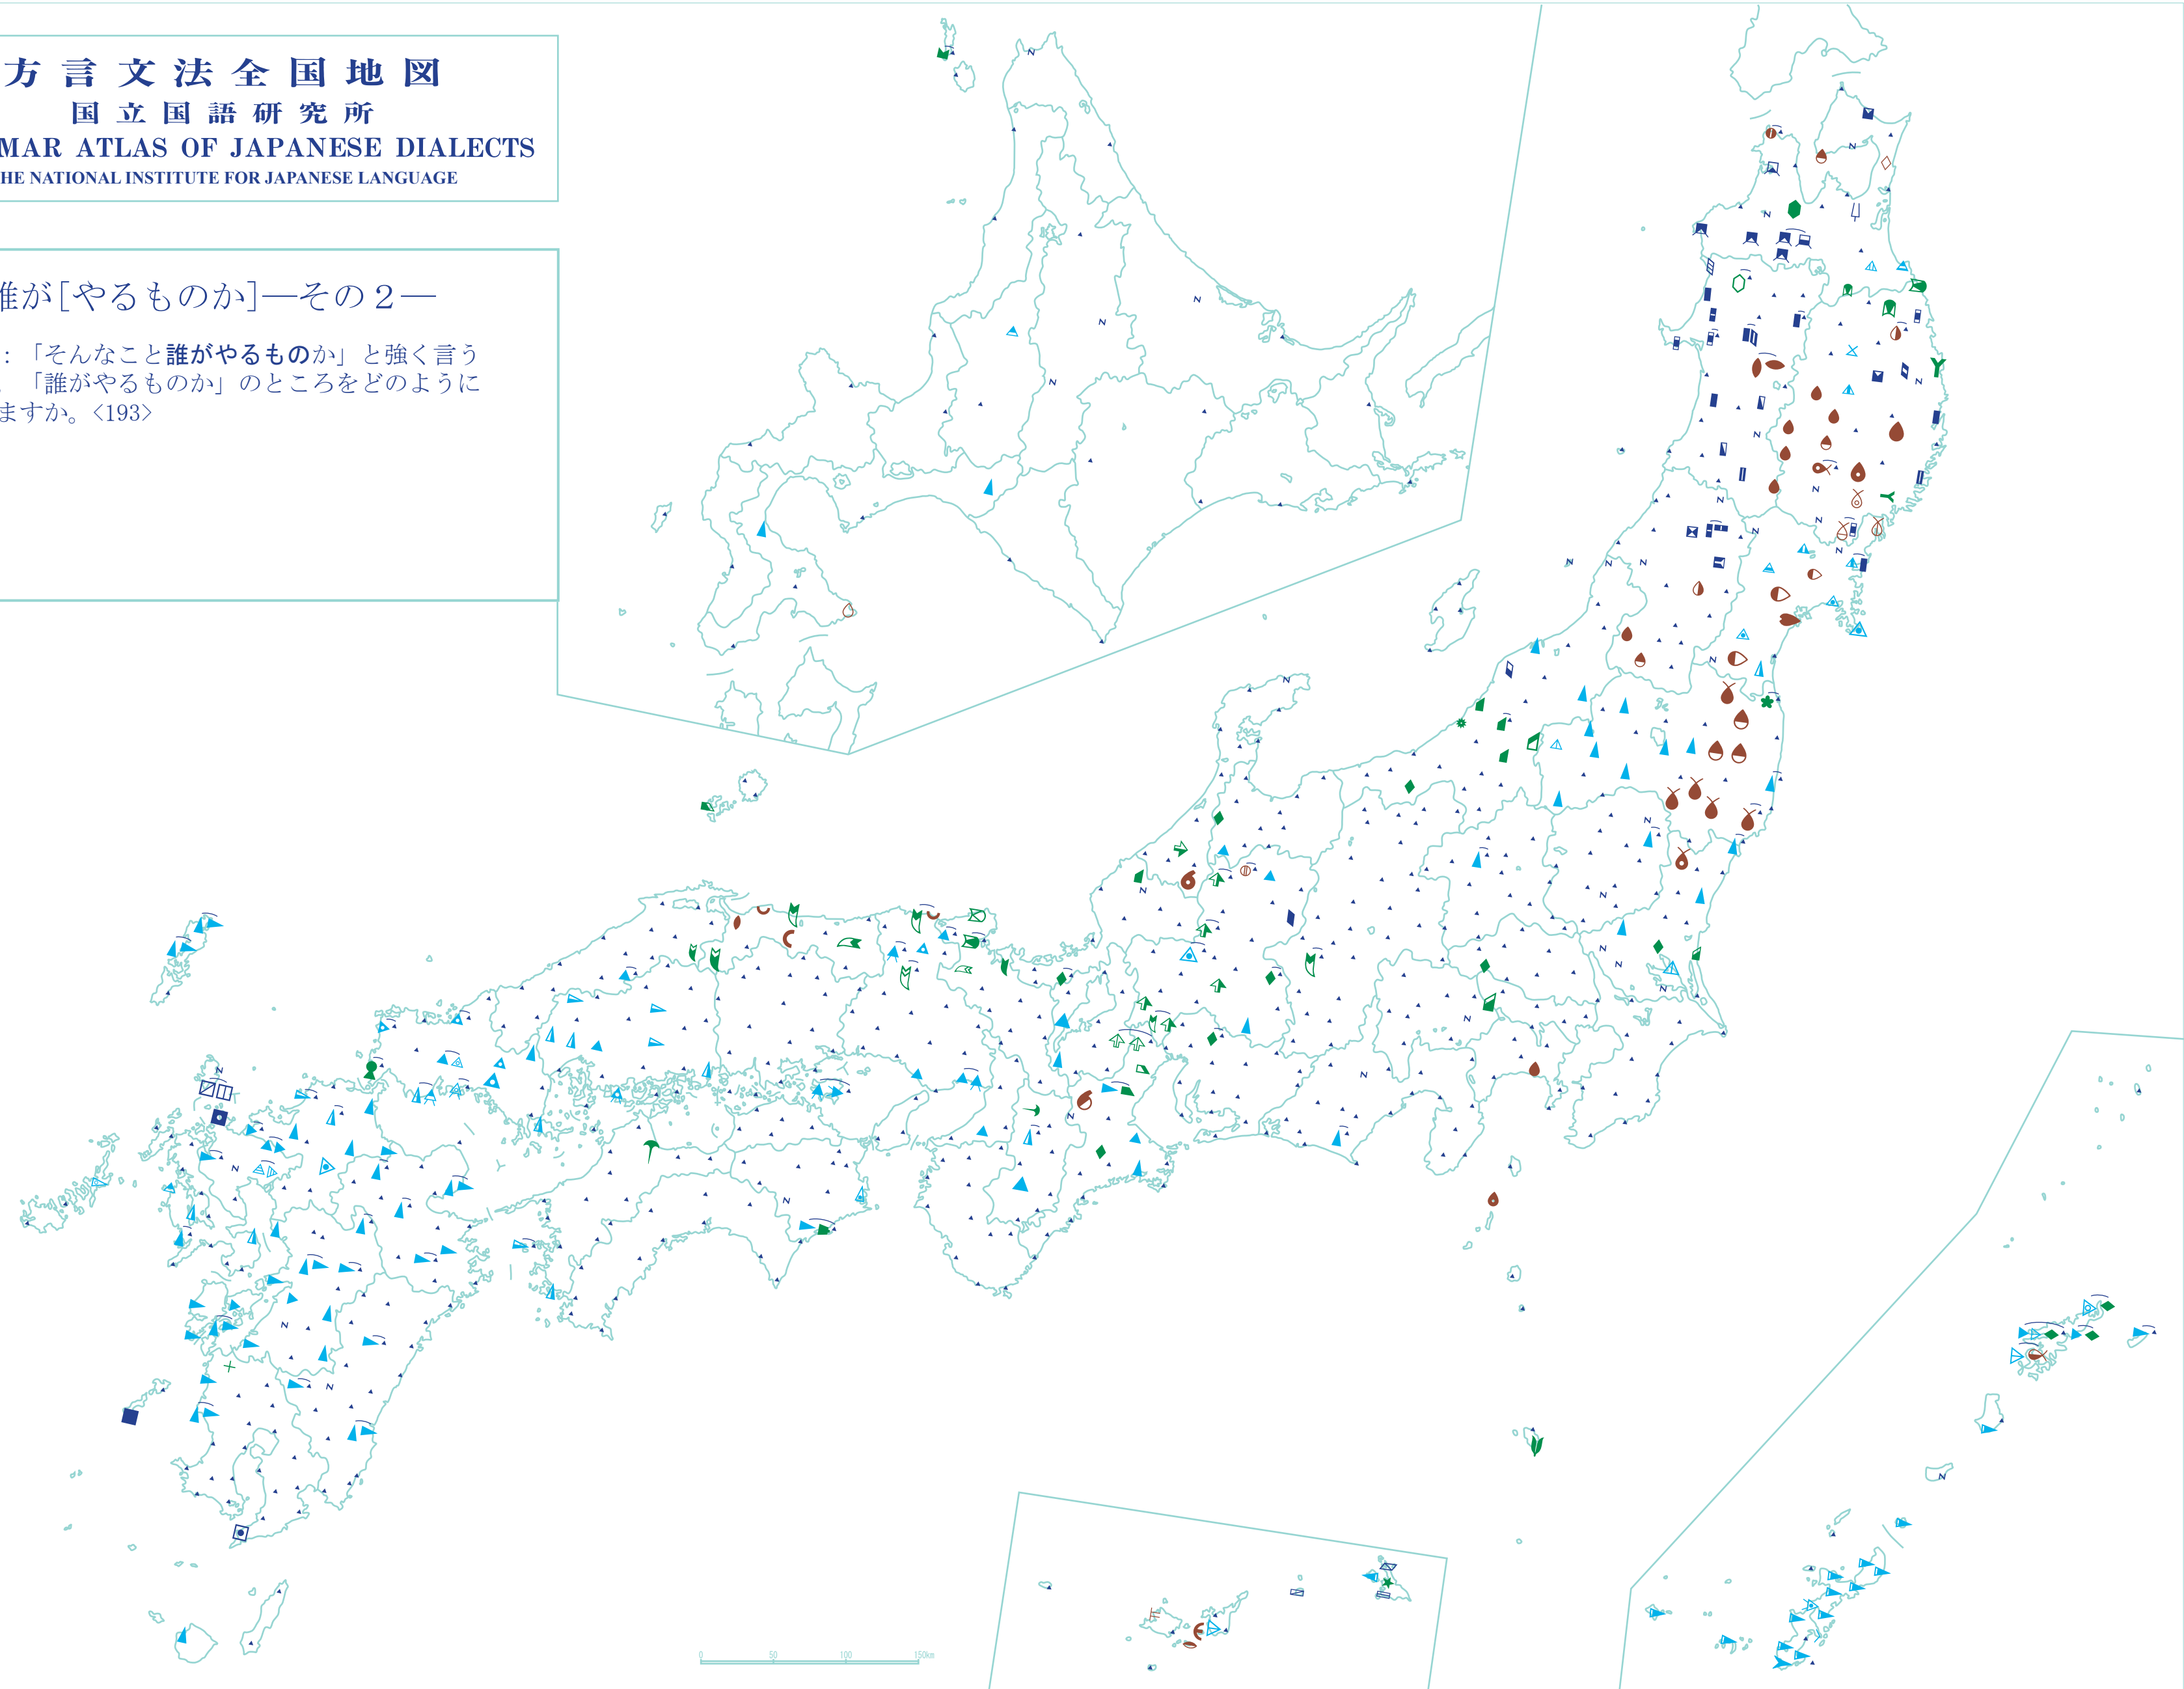 方言文法全国地図
国立国語研究所
MAR ATLAS OF JAPANESE DIALECTS
HE NATIONAL INSTITUTE FOR JAPANESE LANGUAGE
誰が[やるものか]―その２―
:「そんなこと誰がやるものか」と強く言う
、「誰がやるものか」のところをどのように
ますか。<193>
0 50 100 150km